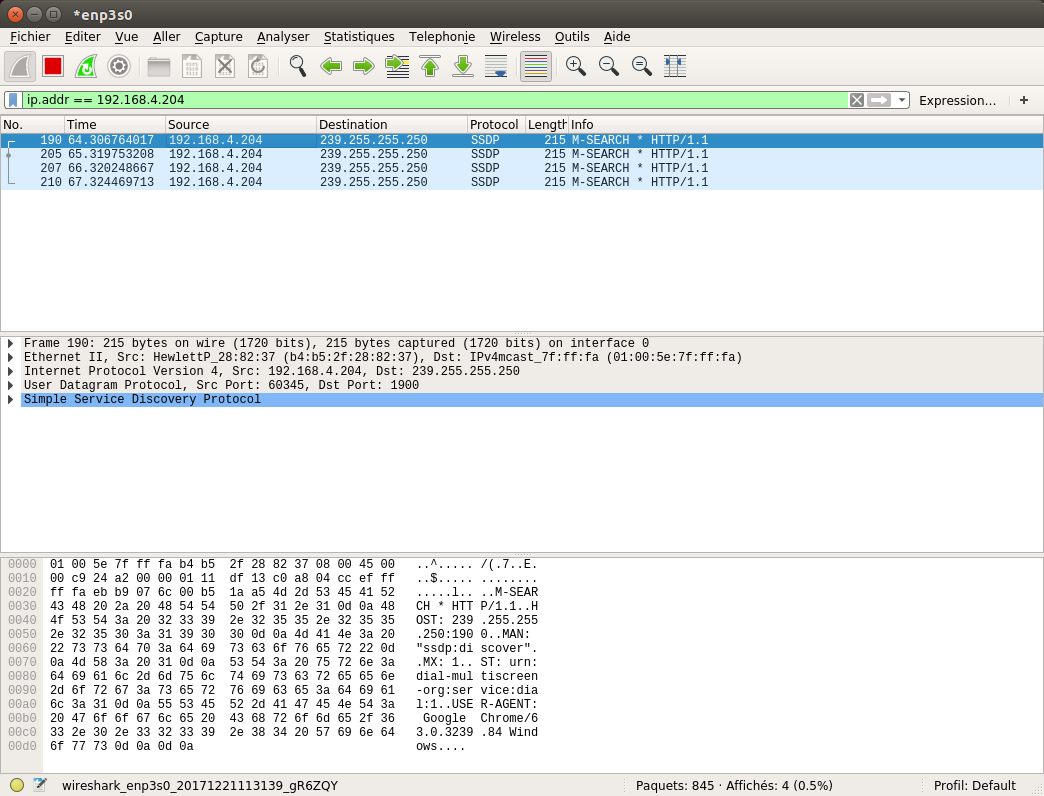 *enp3s0
Fichier Editer Vue Aller Capture Analyser Statistiques Telephonie Wireless Outils Aide
ip.addr == 192.168.4.204 Expression... +
No. Time Source Destination Protocol Length Info
190 64.306764017 192.168.4.204 239.255.255.250 SSDP 215 M-SEARCH * HTTP/1.1
205 65.319753208 192.168.4.204 239.255.255.250 SSDP 215 M-SEARCH * HTTP/1.1
207 66.320248667 192.168.4.204 239.255.255.250 SSDP 215 M-SEARCH * HTTP/1.1
210 67.324469713 192.168.4.204 239.255.255.250 SSDP 215 M-SEARCH * HTTP/1.1
Frame 190: 215 bytes on wire (1720 bits), 215 bytes captured (1720 bits) on interface 0
Ethernet II, Src: HewlettP_28:82:37 (b4:b5:2f:28:82:37), Dst: IPv4mcast_7f:ff:fa (01:00:5e:7f:ff:fa)
Internet Protocol Version 4, Src: 192.168.4.204, Dst: 239.255.255.250
User Datagram Protocol, Src Port: 60345, Dst Port: 1900
Simple Service Discovery Protocol
0000 01 00 5e 7f ff fa b4 b5 2f 28 82 37 08 00 45 00 ..^..... /(.7..E.
0010 00 c9 24 a2 00 00 01 11 df 13 c0 a8 04 cc ef ff ..$..... ........
0020 ff fa eb b9 07 6c 00 b5 1a a5 4d 2d 53 45 41 52 .....l.. ..M-SEAR
0030 43 48 20 2a 20 48 54 54 50 2f 31 2e 31 0d 0a 48 CH * HTT P/1.1..H
0040 4f 53 54 3a 20 32 33 39 2e 32 35 35 2e 32 35 35 OST: 239 .255.255
0050 2e 32 35 30 3a 31 39 30 30 0d 0a 4d 41 4e 3a 20 .250:190 0..MAN:
0060 22 73 73 64 70 3a 64 69 73 63 6f 76 65 72 22 0d "ssdp:di scover".
0070 0a 4d 58 3a 20 31 0d 0a 53 54 3a 20 75 72 6e 3a .MX: 1.. ST: urn:
0080 64 69 61 6c 2d 6d 75 6c 74 69 73 63 72 65 65 6e dial-mul tiscreen
0090 2d 6f 72 67 3a 73 65 72 76 69 63 65 3a 64 69 61 -org:ser vice:dia
00a0 6c 3a 31 0d 0a 55 53 45 52 2d 41 47 45 4e 54 3a l:1..USE R-AGENT:
00b0 20 47 6f 6f 67 6c 65 20 43 68 72 6f 6d 65 2f 36 Google Chrome/6
00c0 33 2e 30 2e 33 32 33 39 2e 38 34 20 57 69 6e 64 3.0.3239 .84 Wind
00d0 6f 77 73 0d 0a 0d 0a ows....
wireshark_enp3s0_20171221113139_gR6ZQY Paquets: 845 · Affichés: 4 (0.5%) Profil: Default